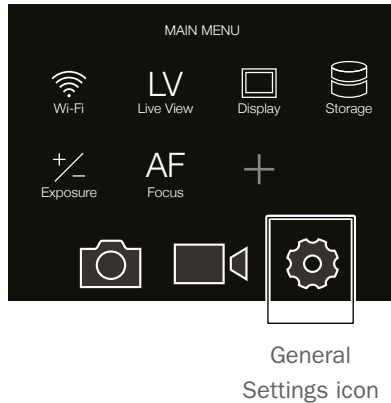 MAIN MENU
Wi-Fi
LV
Live View
Display
Storage
+/-
Exposure
AF
Focus
+
General
Settings icon